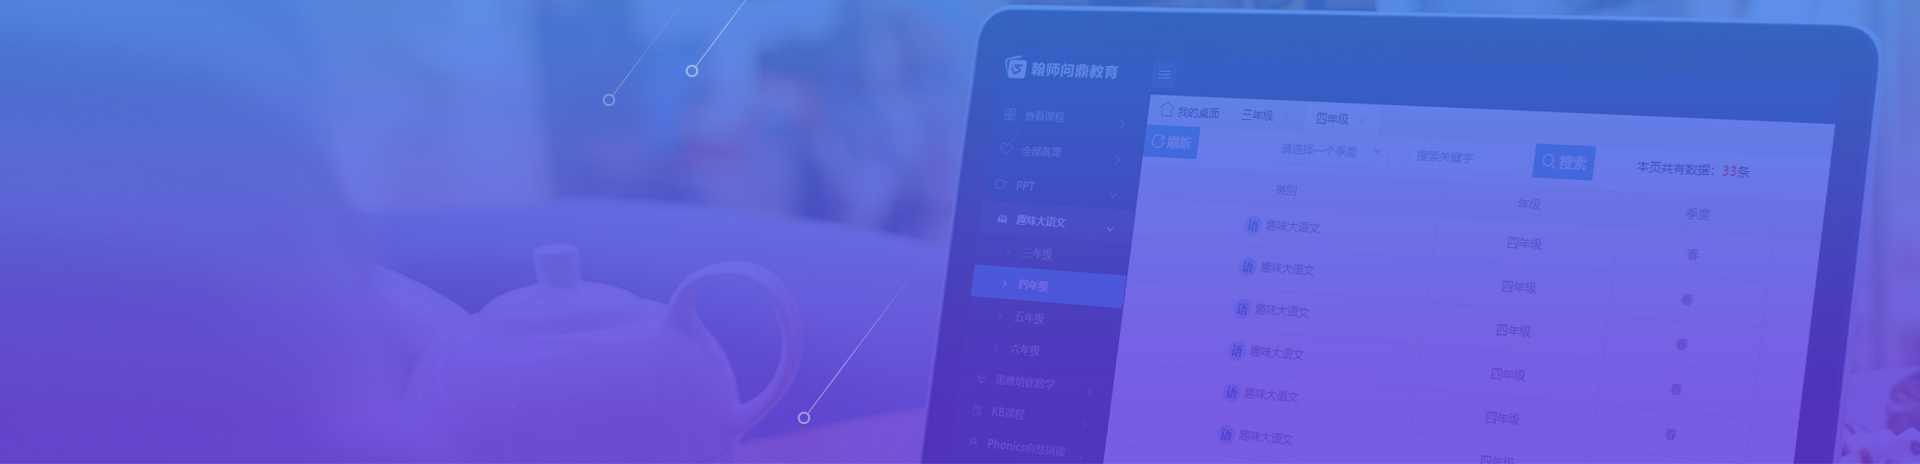 翰师问鼎教育
查看课程
全部备课
PPT
趣味大语文
三年级
四年级
五年级
六年级
思维培优数学
KB课程
Phonics自然拼读
我的桌面 三年级 四年级
刷新 请选择一个季度 搜索关键字 搜索 本页共有数据：33条
类别 年级 季度
语 趣味大语文 四年级 春
语 趣味大语文 四年级 春
语 趣味大语文 四年级 春
语 趣味大语文 四年级 春
语 趣味大语文 四年级 春
语 趣味大语文 四年级